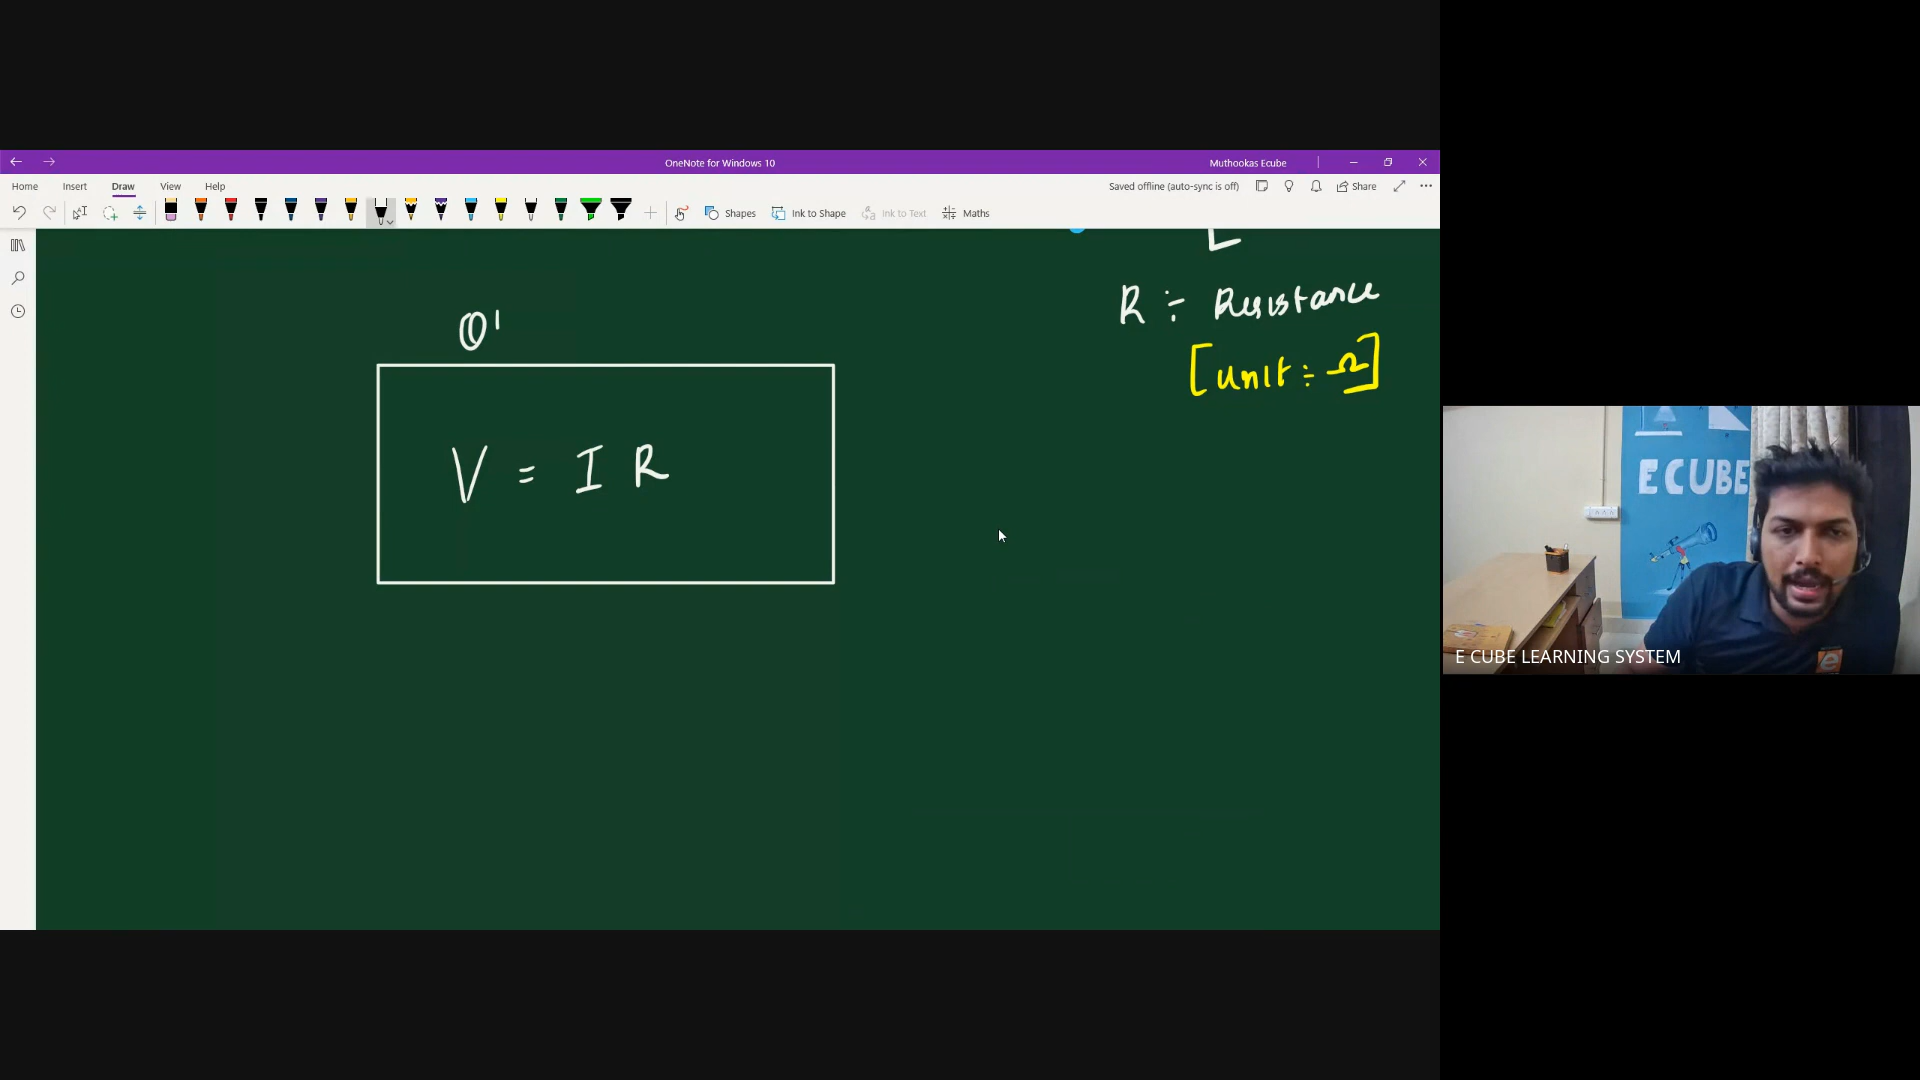 OneNote for Windows 10
Muthookas Ecube
Home Insert Draw View Help
Saved offline (auto-sync is off) Share
Shapes Ink to Shape Ink to Text Maths
R ÷ Resistance
[unit ÷ Ω]
V = I R
ECUBE
E CUBE LEARNING SYSTEM